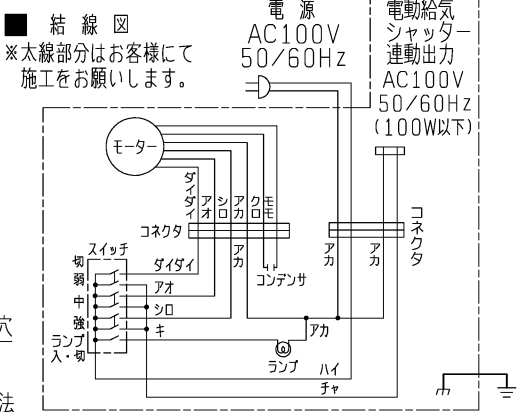 ■ 結線図
※太線部分はお客様にて
施工をお願いします。
電源
AC100V
50/60Hz
電動給気
シャッター
連動出力
AC100V
50/60Hz
(100W以下)
モーター
ダイダイ
アオ
シロ
アカ
クロ
モモ
コネクタ
アカ
コンデンサ
アカ
アカ
コネクタ
スイッチ
切
弱
中
強
ランプ
入・切
ダイダイ
アオ
シロ
キ
アカ
ランプ
ハイ
チャ
穴
法